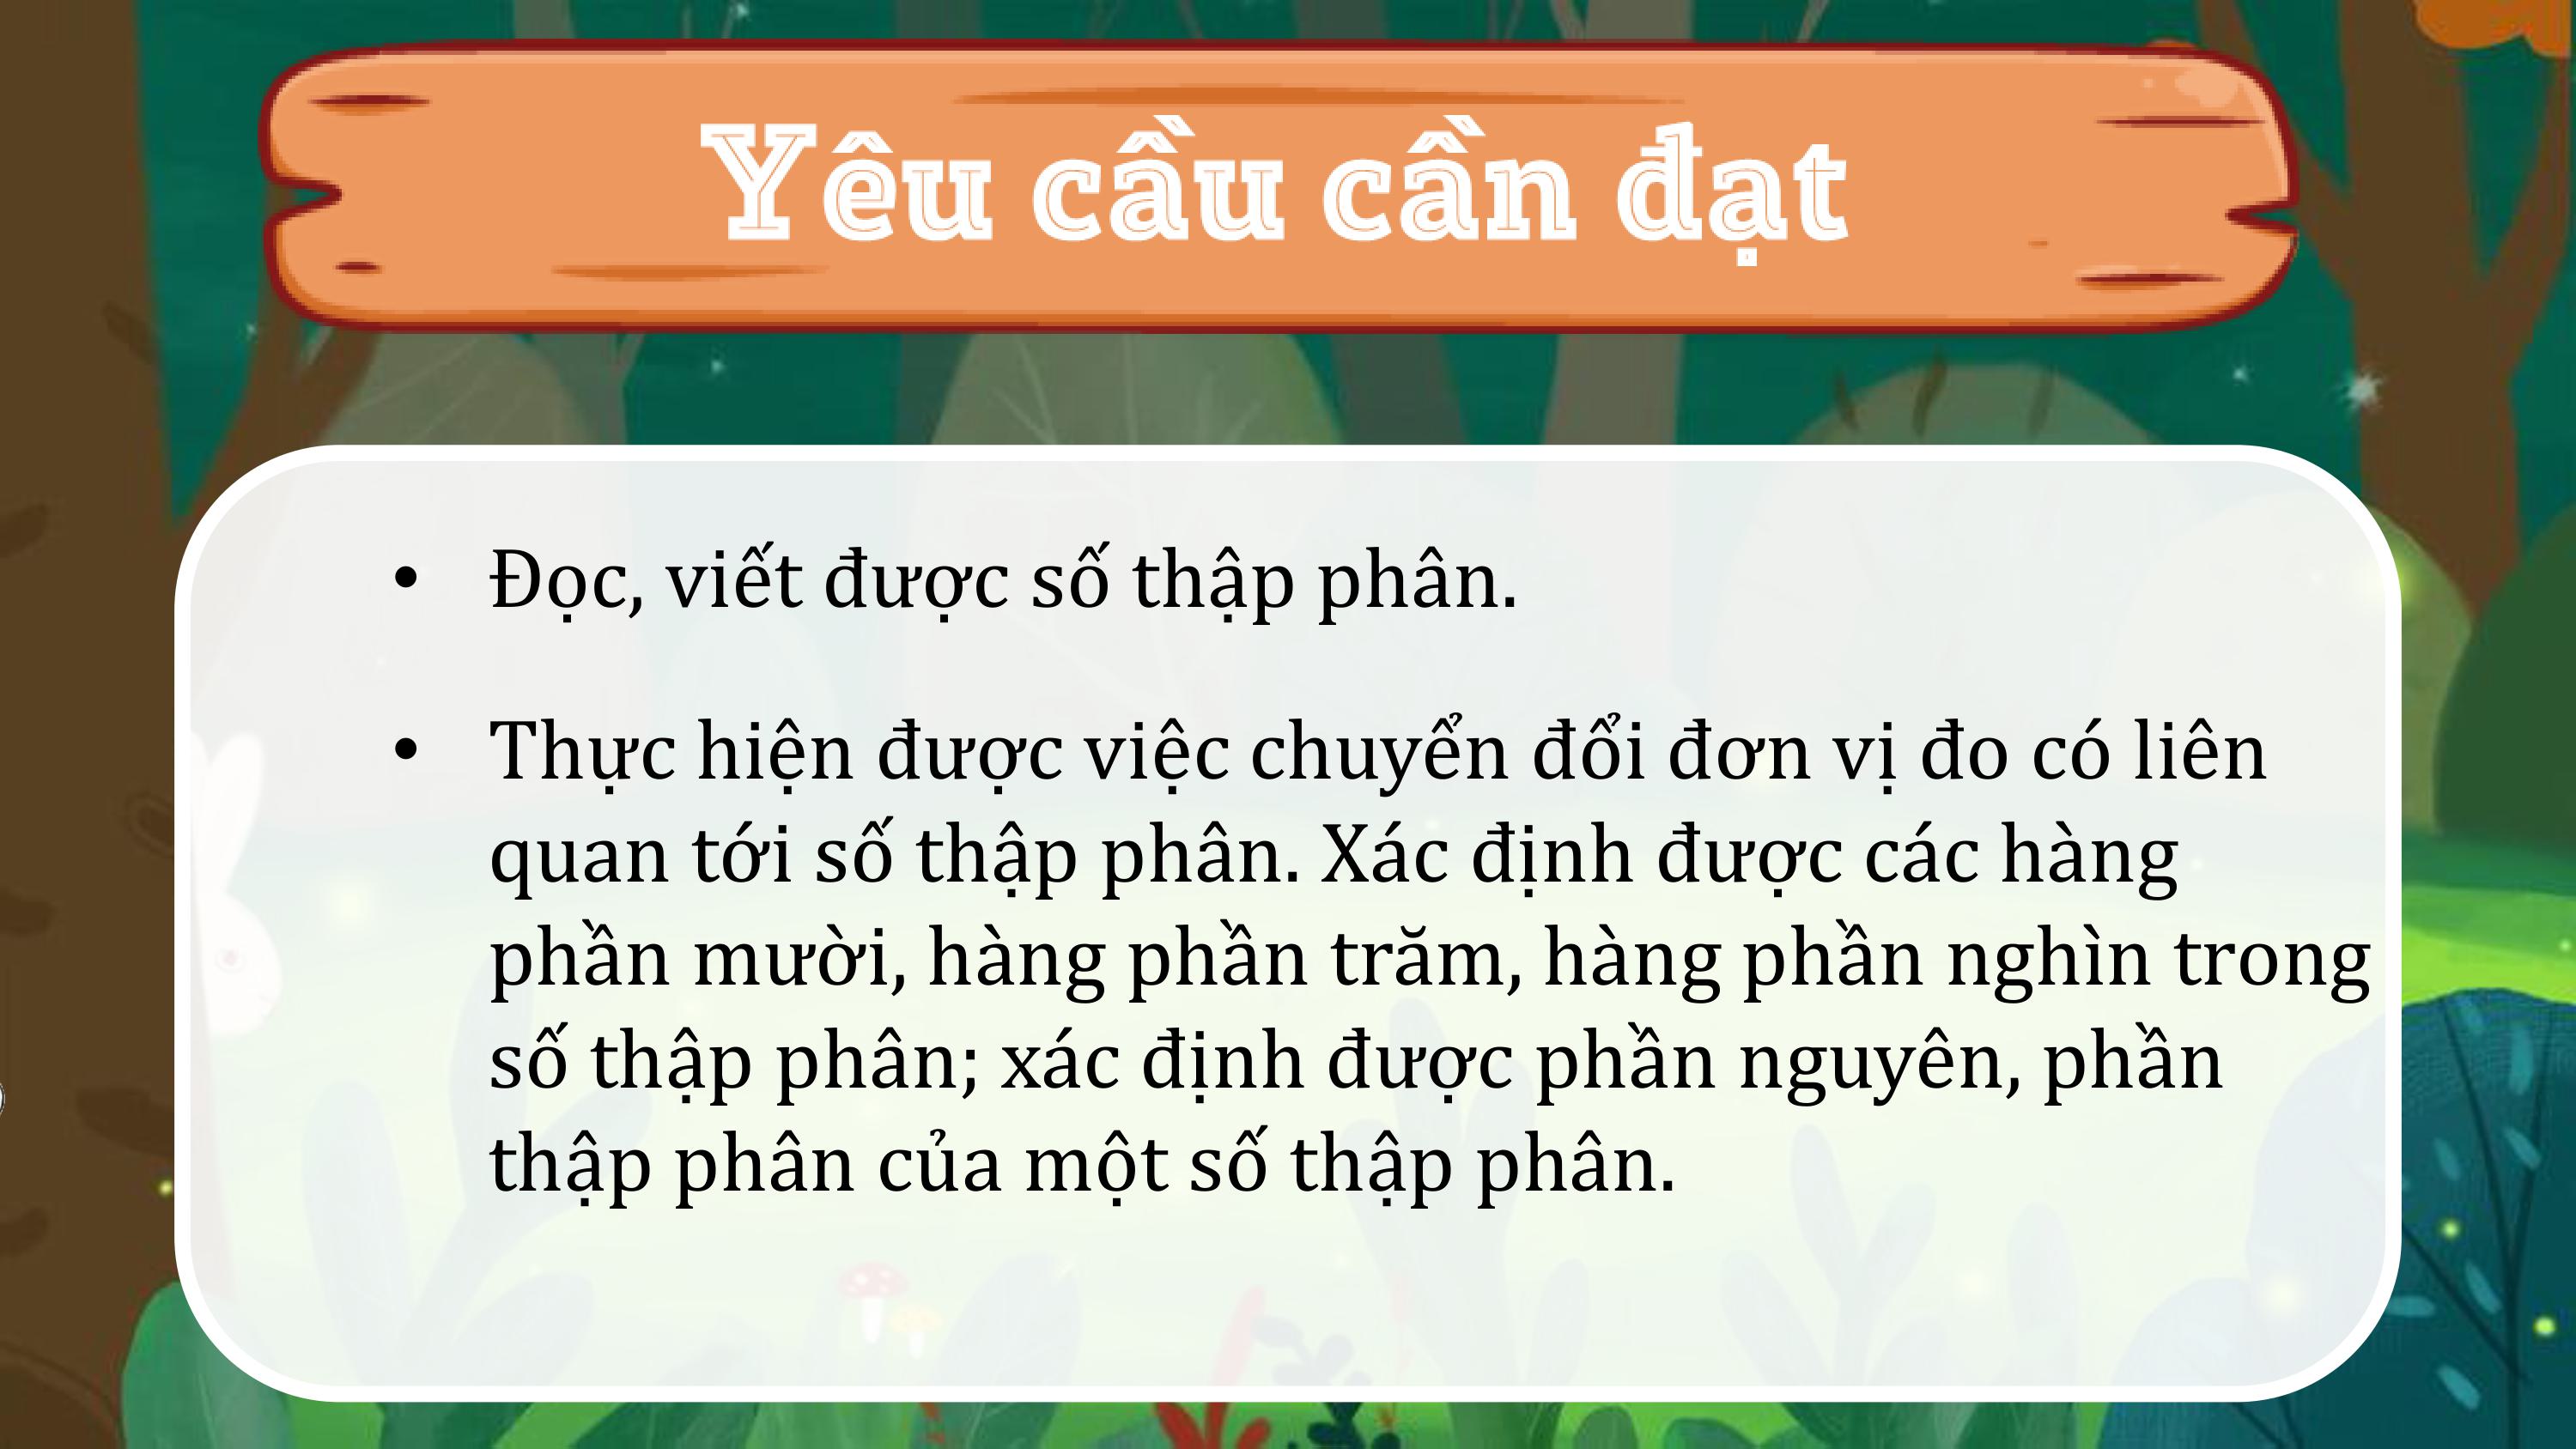 Yêu cầu cần đạt
• Đọc, viết được số thập phân.
• Thực hiện được việc chuyển đổi đơn vị đo có liên
quan tới số thập phân. Xác định được các hàng
phần mười, hàng phần trăm, hàng phần nghìn trong
số thập phân; xác định được phần nguyên, phần
thập phân của một số thập phân.